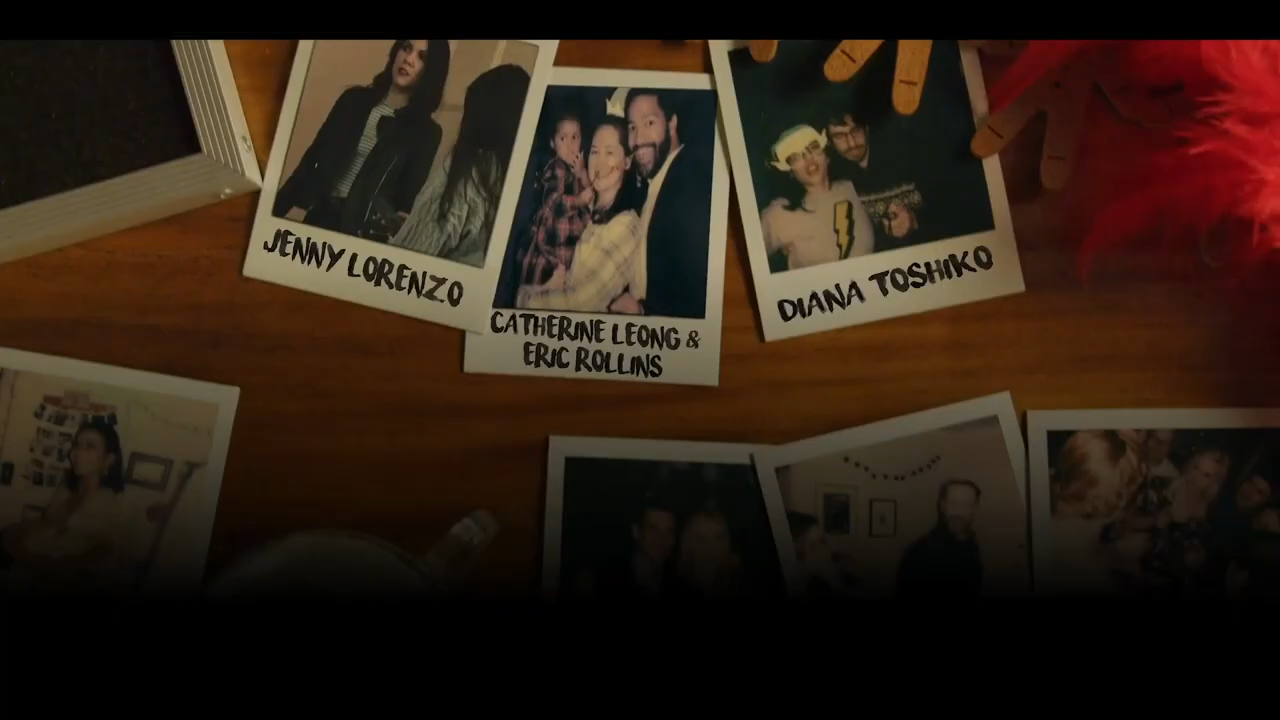 JENNY LORENZO
CATHERINE LEONG &
ERIC ROLLINS
DIANA TOSHIKO